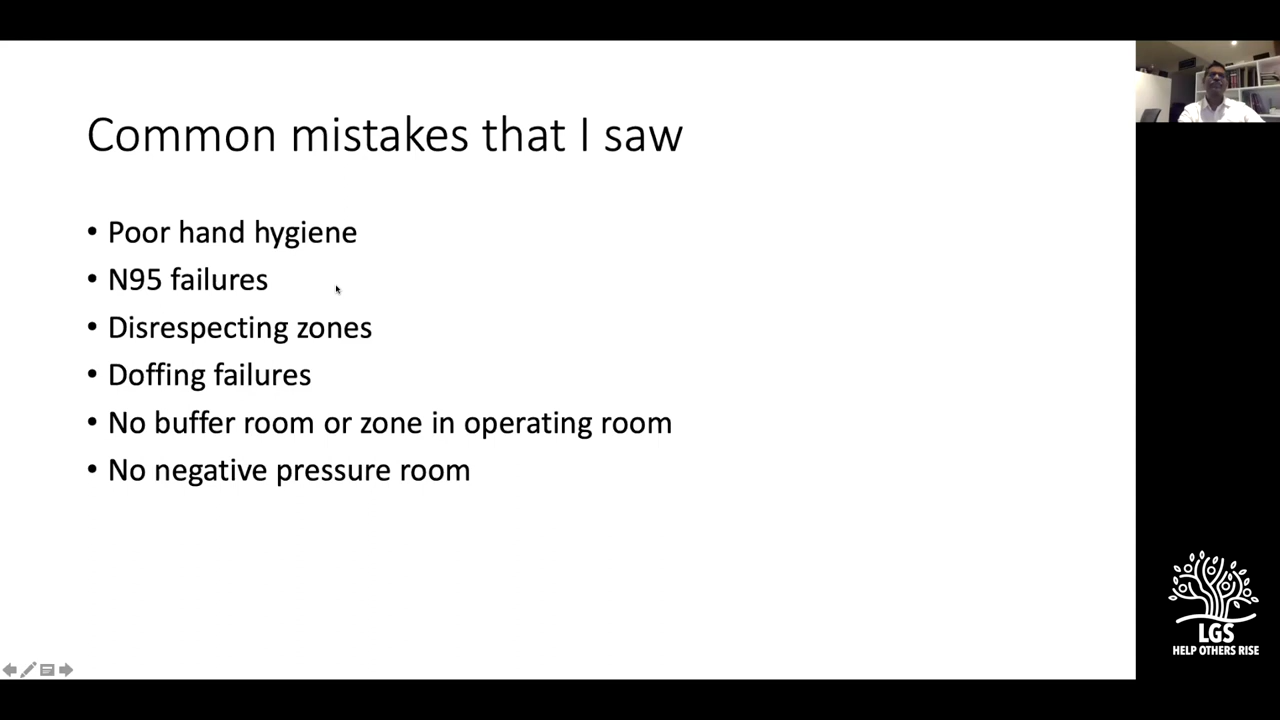 Common mistakes that I saw
• Poor hand hygiene
• N95 failures
• Disrespecting zones
• Doffing failures
• No buffer room or zone in operating room
• No negative pressure room
LGS
HELP OTHERS RISE